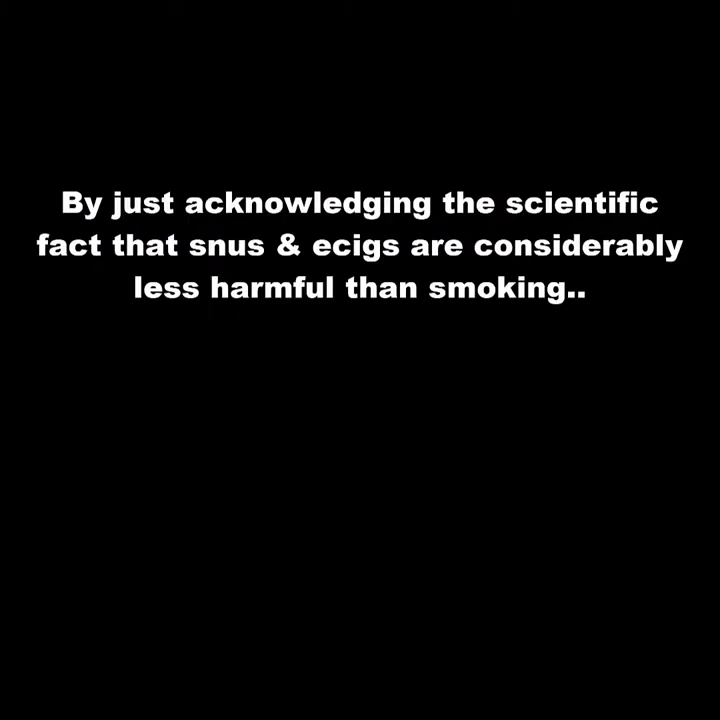 By just acknowledging the scientific
fact that snus & ecigs are considerably
less harmful than smoking..